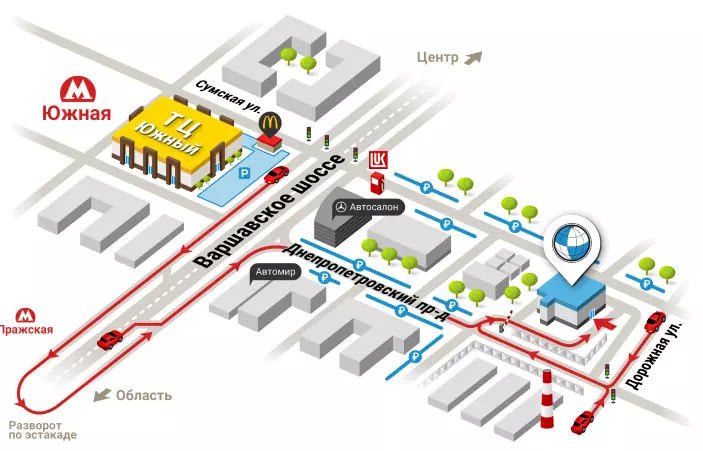 Центр
Сумская ул.
М
Южная
ТЦ
ЮЖНЫЙ
P
LUK
Варшавское шоссе
₽
₽
₽
Автосалон
₽
₽
₽
Днепропетровский пр-д
₽
₽
Автомир
₽
₽
₽
М
Пражская
Дорожная ул.
Область
Разворот
по эстакаде